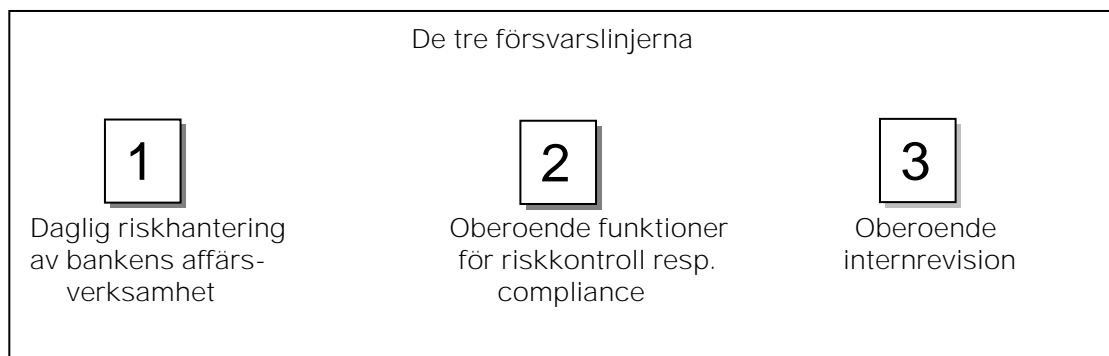 De tre försvarslinjerna
1
Daglig riskhantering
av bankens affärs-
verksamhet
2
Oberoende funktioner
för riskkontroll resp.
compliance
3
Oberoende
internrevision